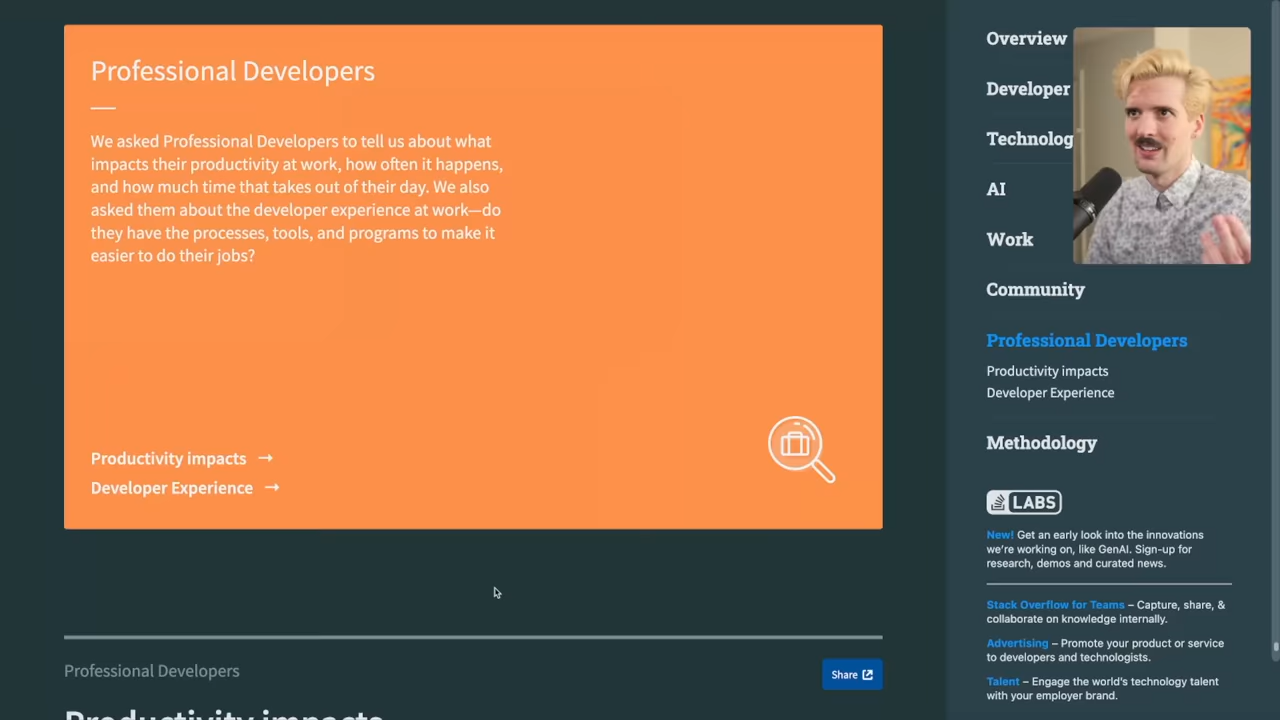 Professional Developers
We asked Professional Developers to tell us about what
impacts their productivity at work, how often it happens,
and how much time that takes out of their day. We also
asked them about the developer experience at work—do
they have the processes, tools, and programs to make it
easier to do their jobs?
Productivity impacts →
Developer Experience →
Professional Developers
Share
Productivity impacts
Overview
Developer
Technolog
AI
Work
Community
Professional Developers
Productivity impacts
Developer Experience
Methodology
LABS
New! Get an early look into the innovations
we're working on, like GenAI. Sign-up for
research, demos and curated news.
Stack Overflow for Teams – Capture, share, &
collaborate on knowledge internally.
Advertising – Promote your product or service
to developers and technologists.
Talent – Engage the world's technology talent
with your employer brand.